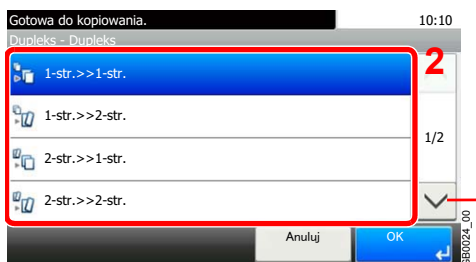 Gotowa do kopiowania. 10:10
Dupleks - Dupleks
2
1-str.>>1-str.
1-str.>>2-str.
1/2
2-str.>>1-str.
2-str.>>2-str.
Anuluj OK
GB0024_00